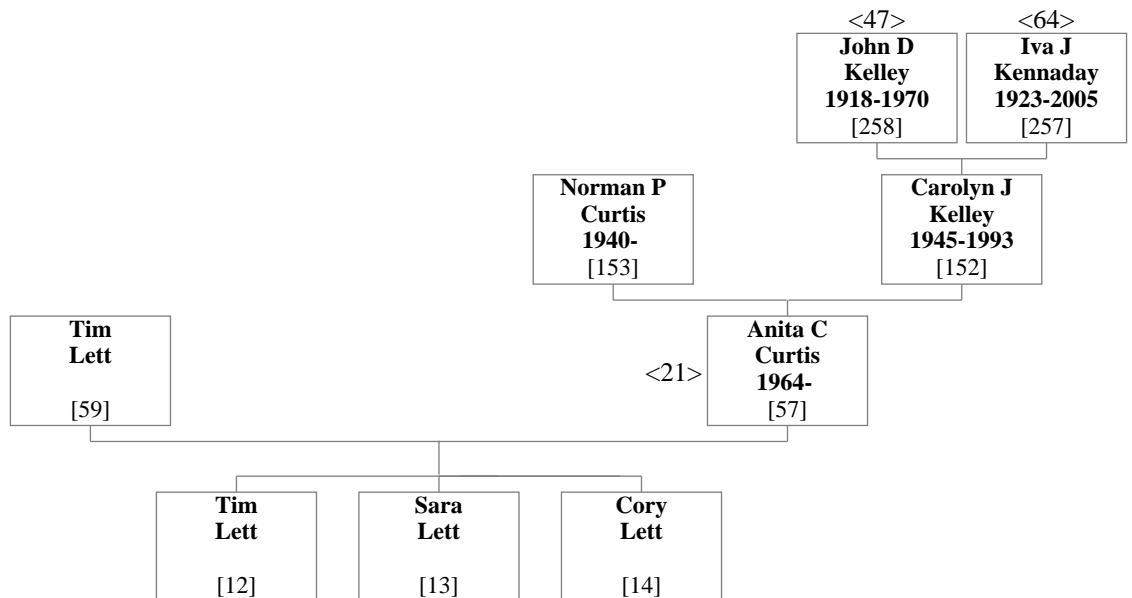 <47>
<64>
John D
Kelley
1918-1970
[258]
Iva J
Kennaday
1923-2005
[257]
Norman P
Curtis
1940-
[153]
Carolyn J
Kelley
1945-1993
[152]
Tim
Lett
[59]
<21>
Anita C
Curtis
1964-
[57]
Tim
Lett
[12]
Sara
Lett
[13]
Cory
Lett
[14]